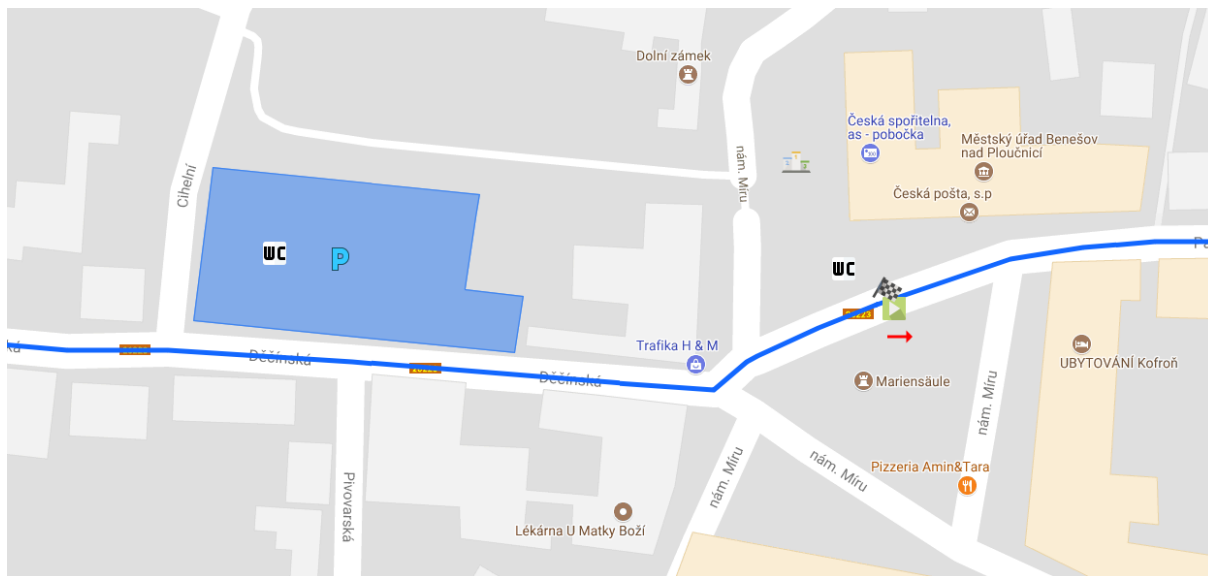 Dolní zámek
Česká spořitelna,
as - pobočka
Městský úřad Benešov
nad Ploučnicí
nám. Míru
Cihelní
Česká pošta, s.p
WC
P
WC
Děčínská
Trafika H & M
Děčínská
UBYTOVÁNÍ Kofroň
Mariensäule
nám. Míru
Pizzeria Amin&Tara
nám. Míru
nám. Míru
Pivovarská
Lékárna U Matky Boží